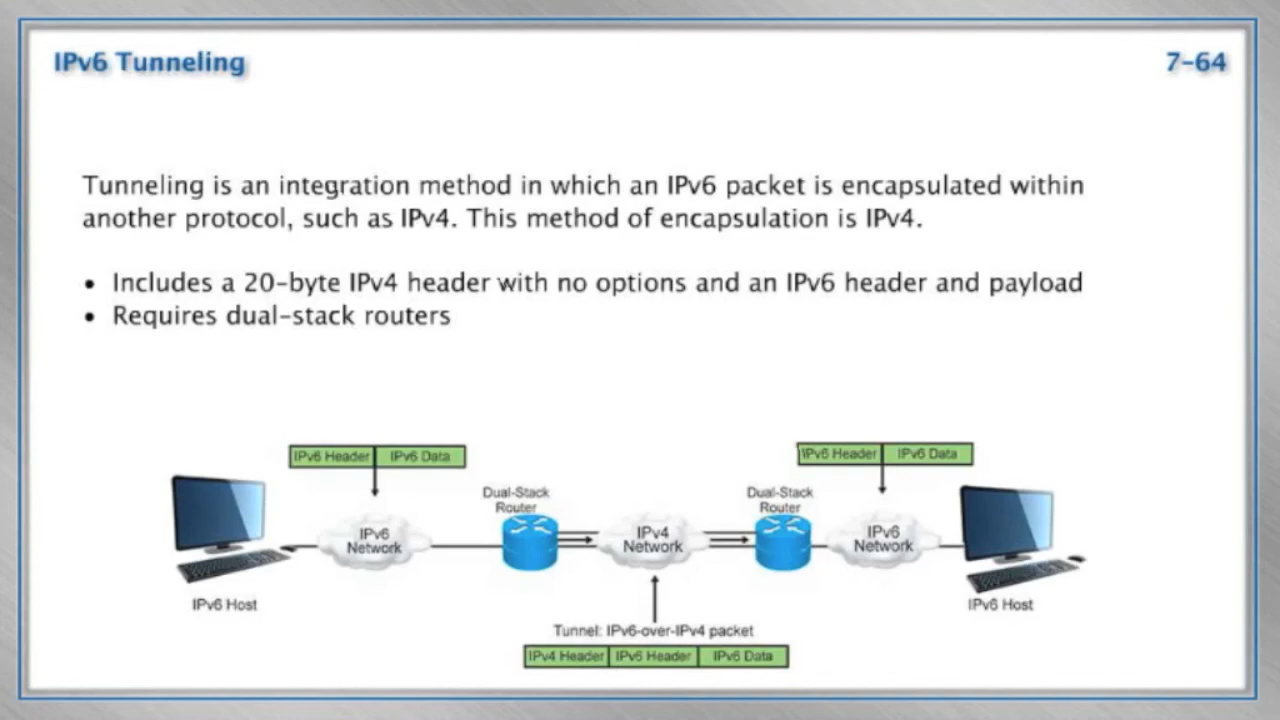 IPv6 Tunneling
7-64
Tunneling is an integration method in which an IPv6 packet is encapsulated within
another protocol, such as IPv4. This method of encapsulation is IPv4.
• Includes a 20-byte IPv4 header with no options and an IPv6 header and payload
• Requires dual-stack routers
IPv6 Header
IPv6 Data
IPv6 Header
IPv6 Data
Dual-Stack
Router
Dual-Stack
Router
IPv6
Network
IPv4
Network
IPv6
Network
IPv6 Host
IPv6 Host
Tunnel: IPv6-over-IPv4 packet
IPv4 Header
IPv6 Header
IPv6 Data